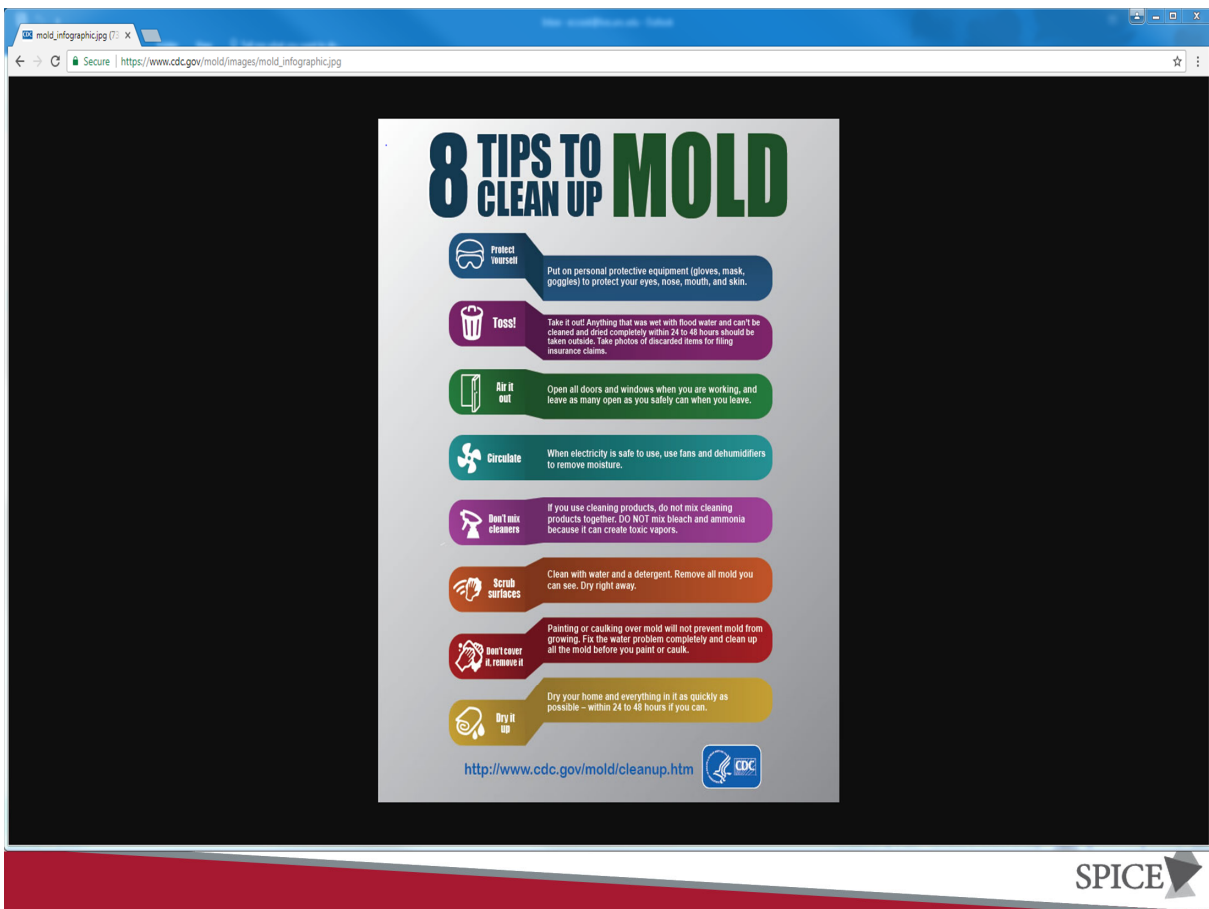 mold_infographic.jpg (73
Secure | https://www.cdc.gov/mold/images/mold_infographic.jpg
8 TIPS TO CLEAN UP MOLD
Protect
Yourself
Put on personal protective equipment (gloves, mask,
goggles) to protect your eyes, nose, mouth, and skin.
Toss!
Take it out! Anything that was wet with flood water and can't be
cleaned and dried completely within 24 to 48 hours should be
taken outside. Take photos of discarded items for filing
insurance claims.
Air it
out
Open all doors and windows when you are working, and
leave as many open as you safely can when you leave.
Circulate
When electricity is safe to use, use fans and dehumidifiers
to remove moisture.
Don't mix
cleaners
If you use cleaning products, do not mix cleaning
products together. DO NOT mix bleach and ammonia
because it can create toxic vapors.
Scrub
surfaces
Clean with water and a detergent. Remove all mold you
can see. Dry right away.
Don't cover
it, remove it
Painting or caulking over mold will not prevent mold from
growing. Fix the water problem completely and clean up
all the mold before you paint or caulk.
Dry it
up
Dry your home and everything in it as quickly as
possible – within 24 to 48 hours if you can.
http://www.cdc.gov/mold/cleanup.htm
CDC
SPICE